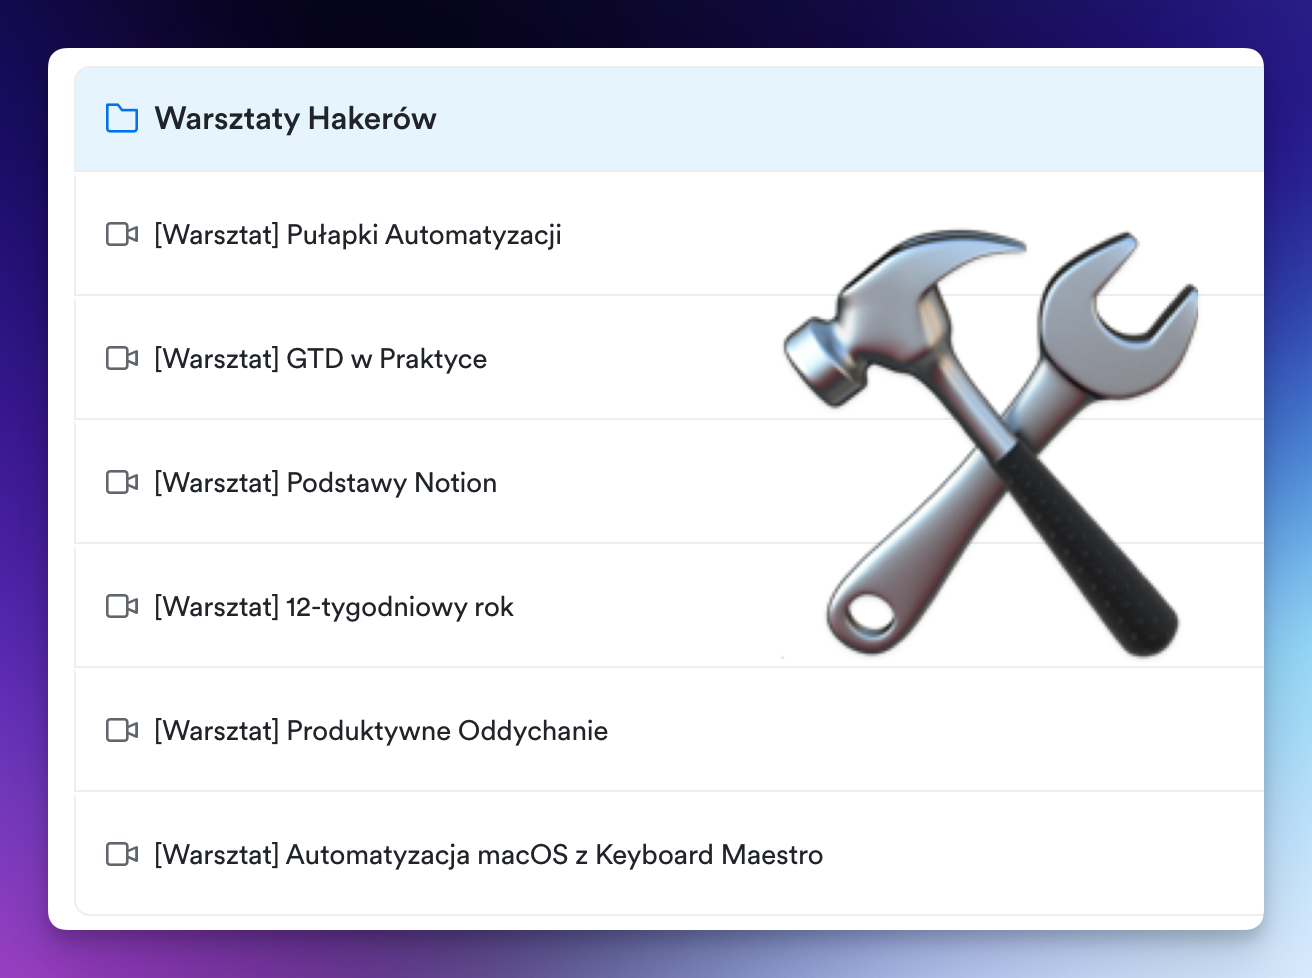 Warsztaty Hakerów
[Warsztat] Pułapki Automatyzacji
[Warsztat] GTD w Praktyce
[Warsztat] Podstawy Notion
[Warsztat] 12-tygodniowy rok
[Warsztat] Produktywne Oddychanie
[Warsztat] Automatyzacja macOS z Keyboard Maestro